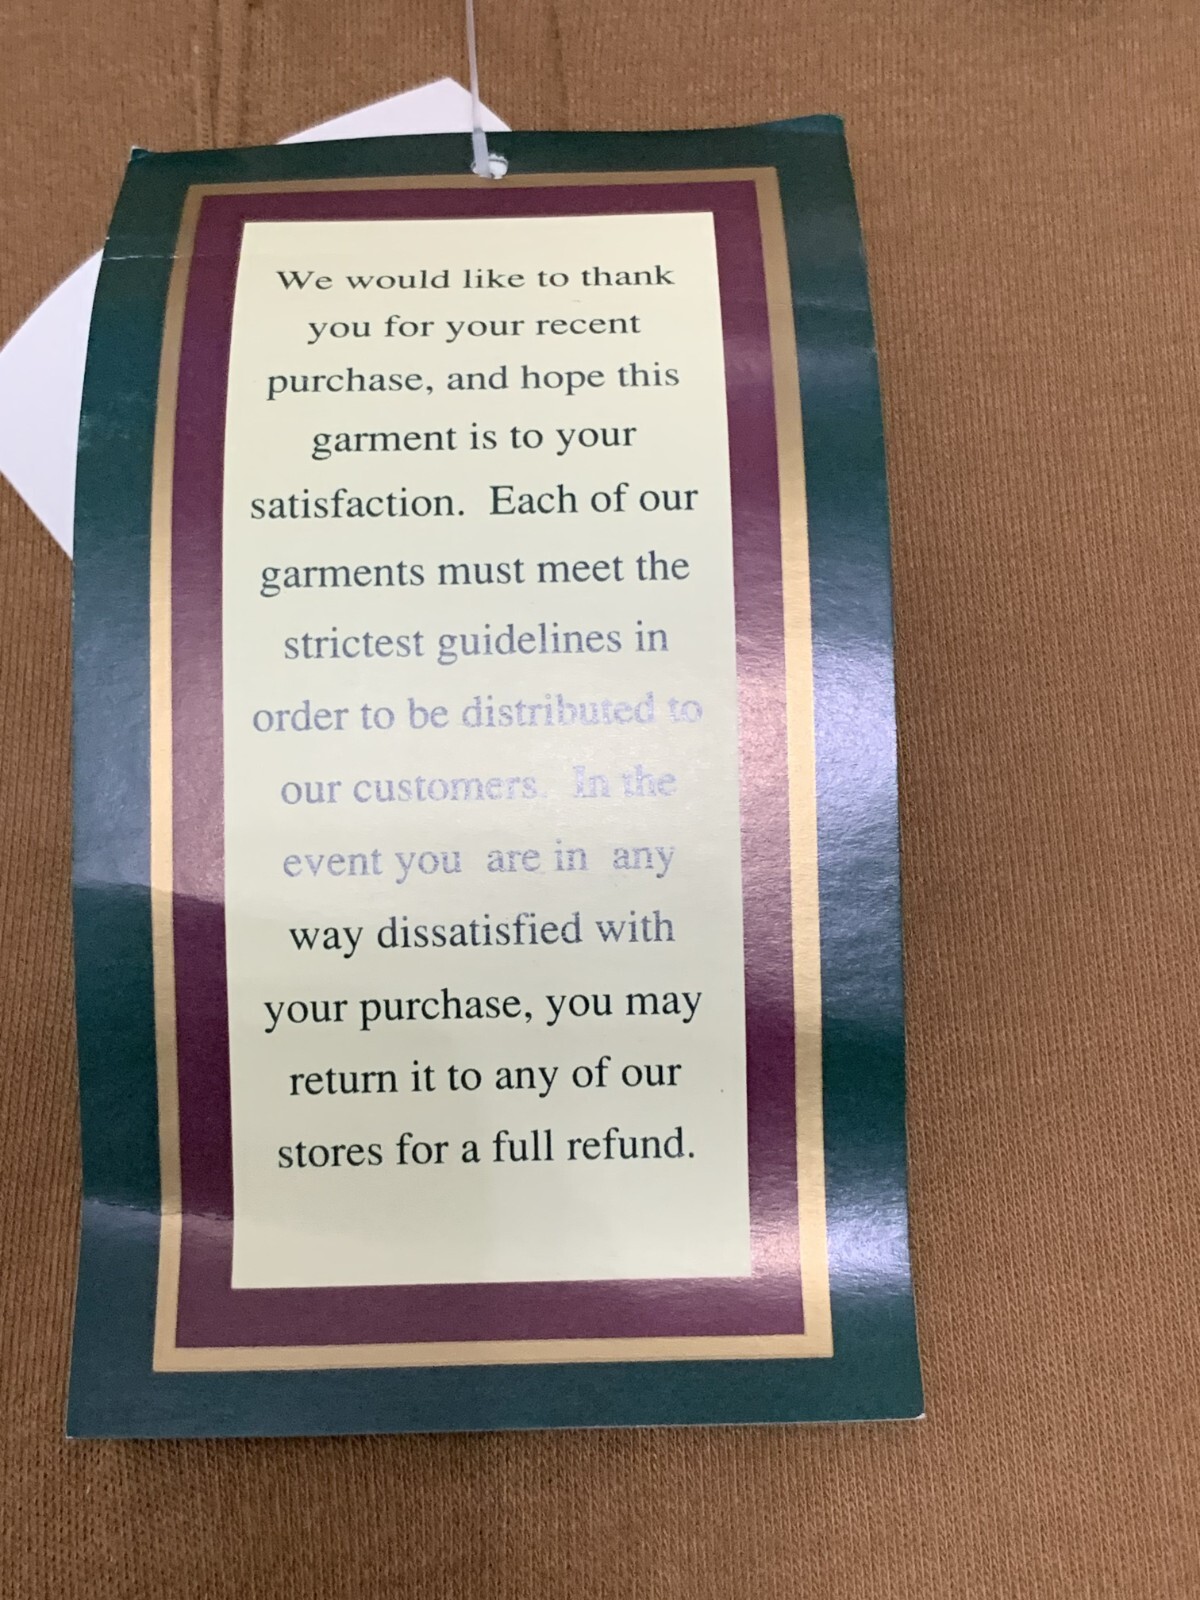 We would like to thank
you for your recent
purchase, and hope this
garment is to your
satisfaction.  Each of our
garments must meet the
strictest guidelines in
order to be distributed to
our customers.  In the
event you  are in  any
way dissatisfied with
your purchase, you may
return it to any of our
stores for a full refund.